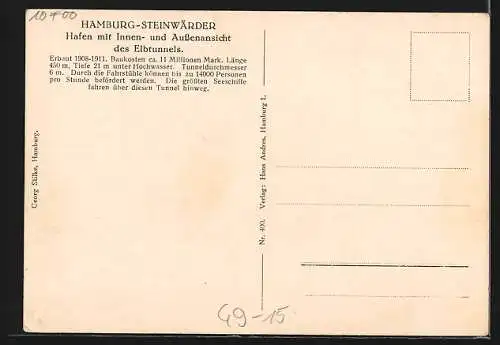 10400
HAMBURG-STEINWÄRDER
Hafen mit Innen- und Außenansicht
des Elbtunnels.
Erbaut 1908-1911. Baukosten ca. 11 Millionen Mark. Länge
450 m, Tiefe 21 m unter Hochwasser. Tunneldurchmesser
6 m. Durch die Fahrstühle können bis zu 14000 Personen
pro Stunde befördert werden. Die größten Seeschiffe
fahren über diesen Tunnel hinweg.
Georg Stilke, Hamburg.
Nr. 400. Verlag: Hans Andres, Hamburg 1.
49-15